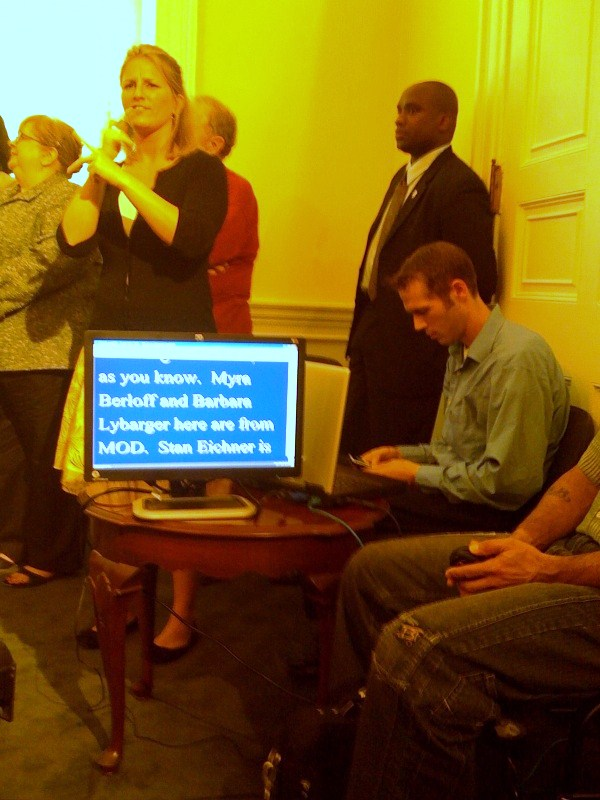 as you know. Myra
Berloff and Barbara
Lybarger here are from
MOD. Stan Eichner is